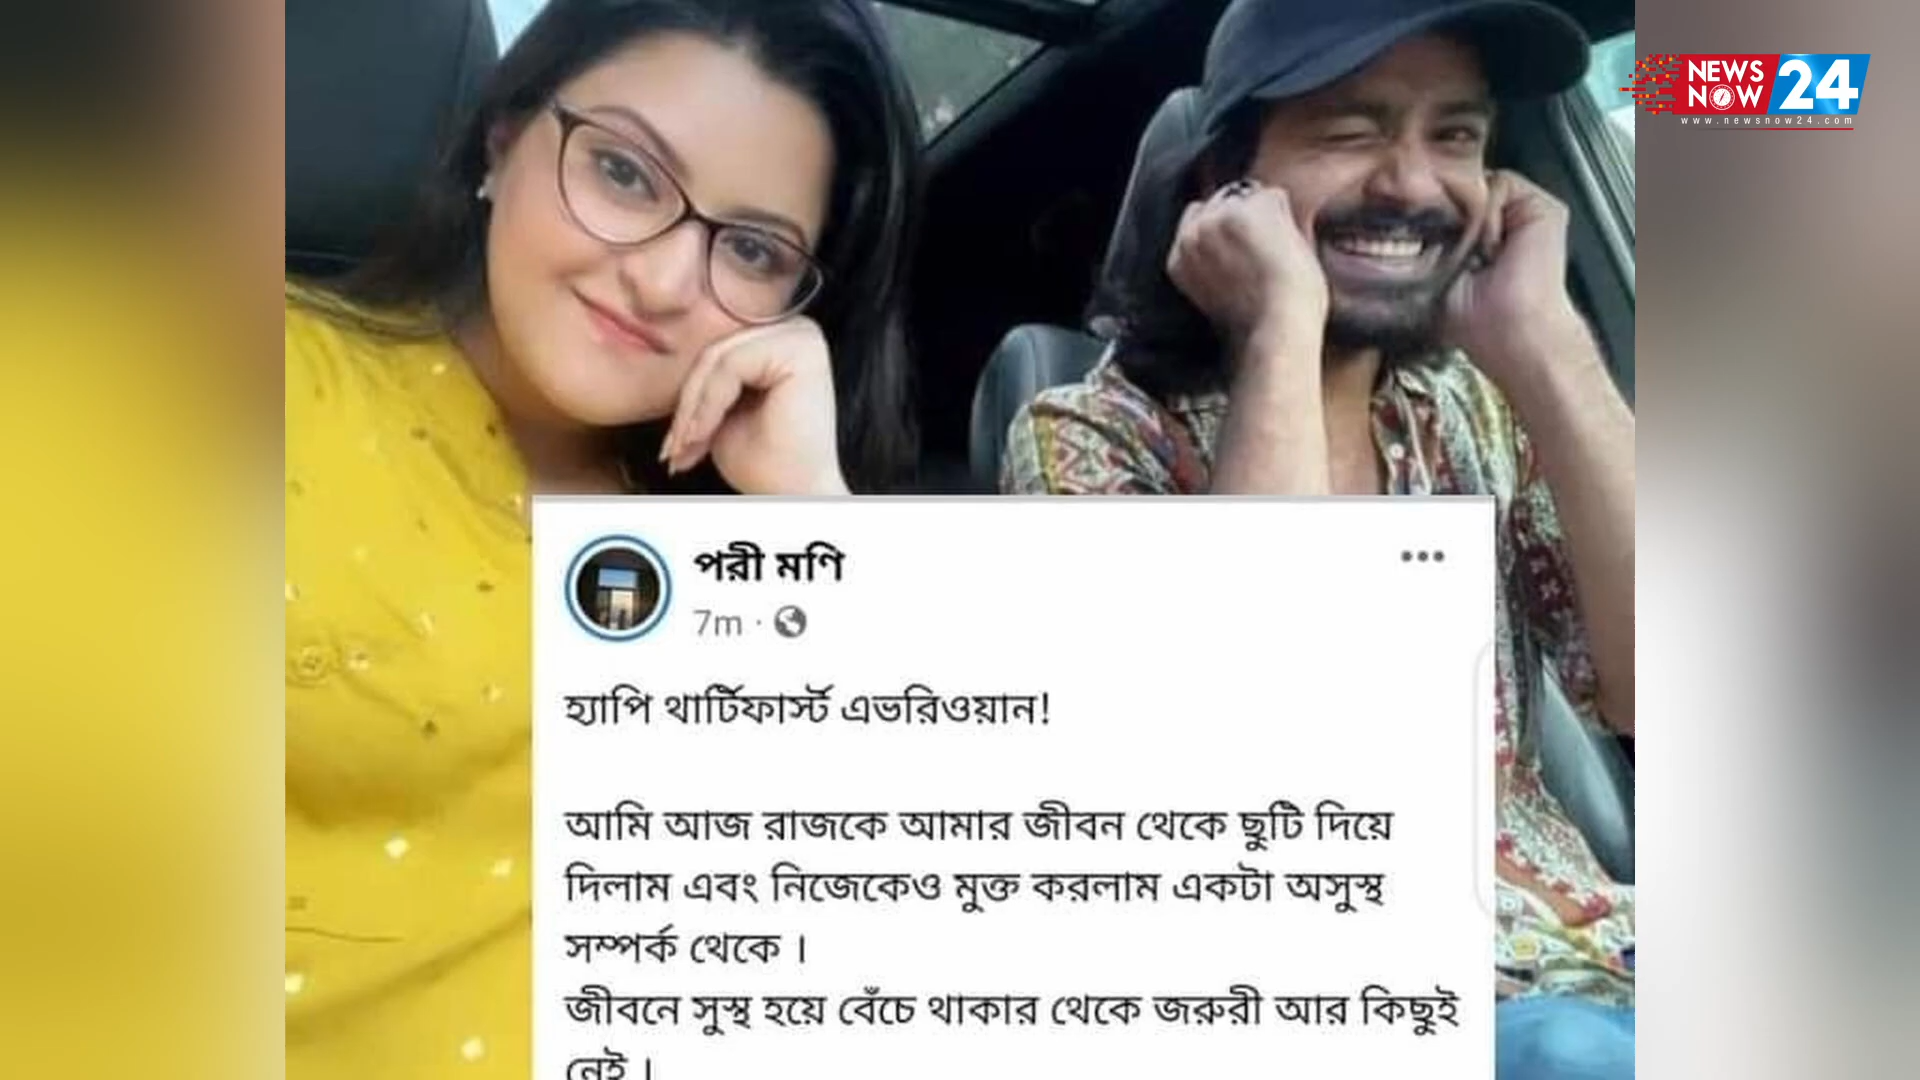 NEWS
NOW
24
www.newsnow24.com
পরী মণি
7m
হ্যাপি থার্টিফার্স্ট এভরিওয়ান!
আমি আজ রাজকে আমার জীবন থেকে ছুটি দিয়ে
দিলাম এবং নিজেকেও মুক্ত করলাম একটা অসুস্থ
সম্পর্ক থেকে ।
জীবনে সুস্থ হয়ে বেঁচে থাকার থেকে জরুরী আর কিছুই
নেই ।